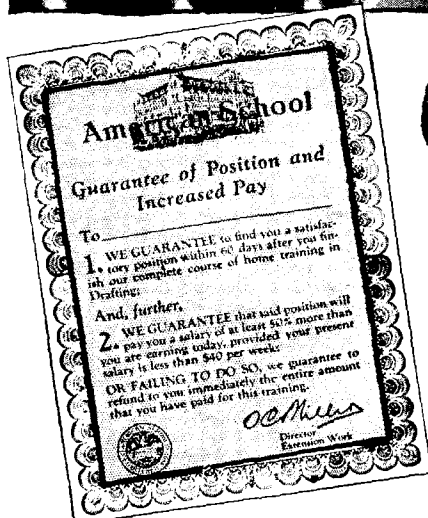 American School
Guarantee of Position and
Increased Pay
To
1. WE GUARANTEE to find you a satisfac-
tory position within 60 days after you fin-
ish our complete course of home training in
Drafting;
And, further,
2. WE GUARANTEE that said position will
pay you a salary of at least 50% more than
you are earning today, provided your present
salary is less than $40 per week;
OR FAILING TO DO SO, we guarantee to
refund to you immediately the entire amount
that you have paid for this training.
O C Miller
Director
Extension Work